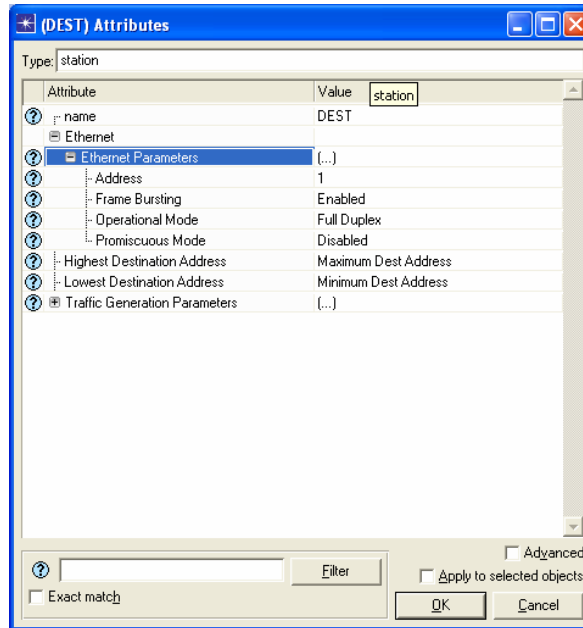 (DEST) Attributes
Type: station
Attribute Value
station
name DEST
Ethernet
Ethernet Parameters (...)
Address 1
Frame Bursting Enabled
Operational Mode Full Duplex
Promiscuous Mode Disabled
Highest Destination Address Maximum Dest Address
Lowest Destination Address Minimum Dest Address
Traffic Generation Parameters (...)
Advanced
Filter
Apply to selected objects
Exact match
OK Cancel